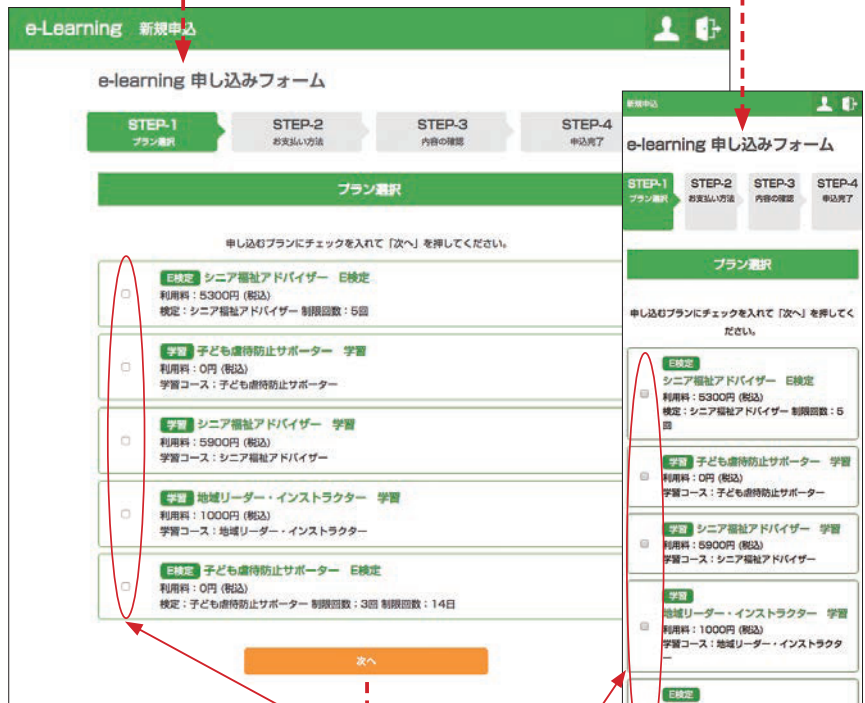 e-Learning 新規申込
e-learning 申し込みフォーム
STEP-1
プラン選択
STEP-2
お支払い方法
STEP-3
内容の確認
STEP-4
申込完了
プラン選択
申し込むプランにチェックを入れて「次へ」を押してください。
E検定 シニア福祉アドバイザー E検定
利用料：5300円 (税込)
検定：シニア福祉アドバイザー 制限回数：5回
学習 子ども虐待防止サポーター 学習
利用料：0円 (税込)
学習コース：子ども虐待防止サポーター
学習 シニア福祉アドバイザー 学習
利用料：5900円 (税込)
学習コース：シニア福祉アドバイザー
学習 地域リーダー・インストラクター 学習
利用料：1000円 (税込)
学習コース：地域リーダー・インストラクター
E検定 子ども虐待防止サポーター E検定
利用料：0円 (税込)
検定：子ども虐待防止サポーター 制限回数：3回 制限回数：14日
次へ
新規申込
e-learning 申し込みフォーム
STEP-1
プラン選択
STEP-2
お支払い方法
STEP-3
内容の確認
STEP-4
申込完了
プラン選択
申し込むプランにチェックを入れて「次へ」を押してく
ださい。
E検定
シニア福祉アドバイザー E検定
利用料：5300円 (税込)
検定：シニア福祉アドバイザー 制限回数：5
回
学習 子ども虐待防止サポーター 学習
利用料：0円 (税込)
学習コース：子ども虐待防止サポーター
学習 シニア福祉アドバイザー 学習
利用料：5900円 (税込)
学習コース：シニア福祉アドバイザー
学習
地域リーダー・インストラクター 学習
利用料：1000円 (税込)
学習コース：地域リーダー・インストラクタ
ー
E検定